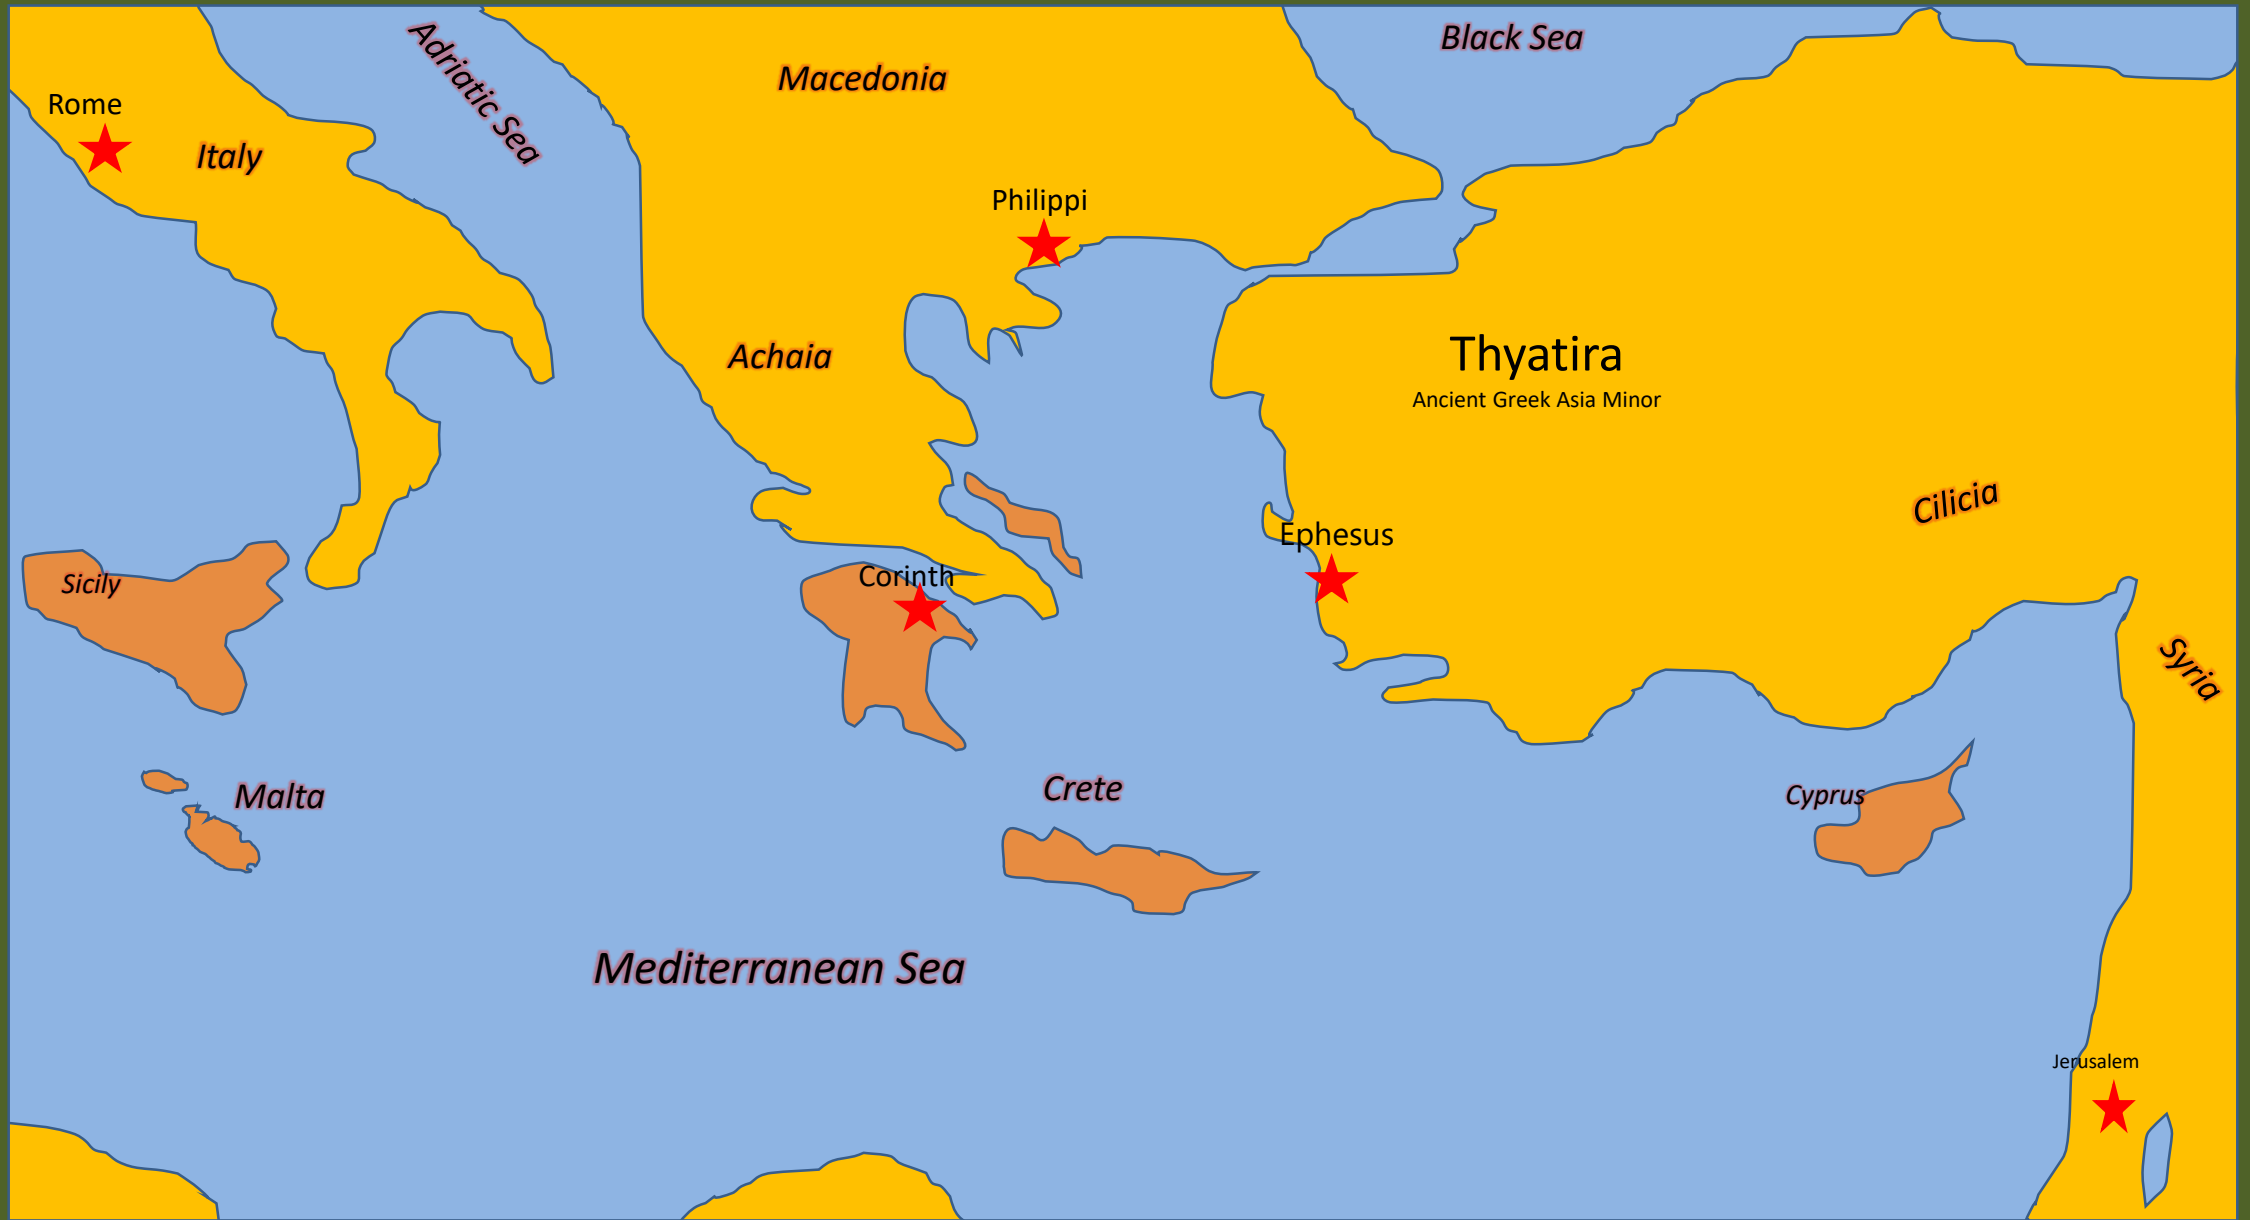 Black Sea
Adriatic Sea
Macedonia
Rome
Italy
Philippi
Thyatira
Achaia
Ancient Greek Asia Minor
Cilicia
Ephesus
Corinth
Sicily
Syria
Malta
Crete
Cyprus
Mediterranean Sea
Jerusalem